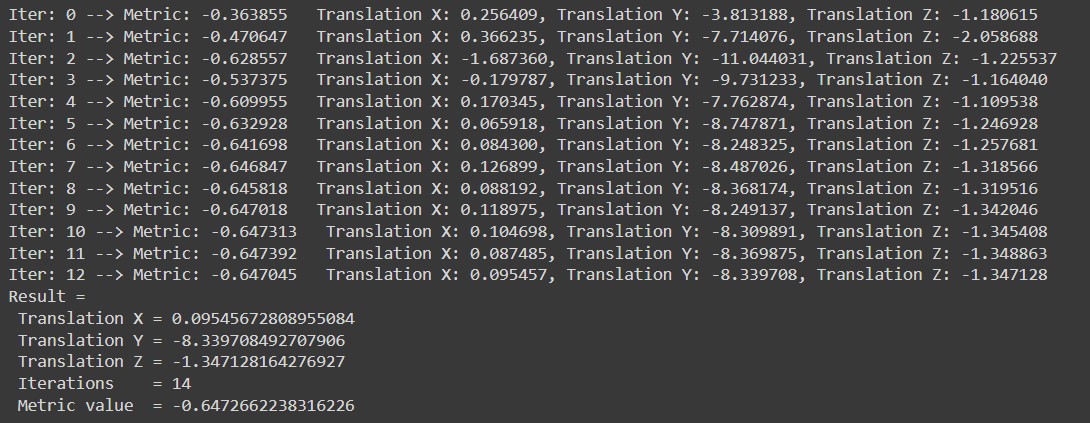 Iter: 0 --> Metric: -0.363855   Translation X: 0.256409, Translation Y: -3.813188, Translation Z: -1.180615
Iter: 1 --> Metric: -0.470647   Translation X: 0.366235, Translation Y: -7.714076, Translation Z: -2.058688
Iter: 2 --> Metric: -0.628557   Translation X: -1.687360, Translation Y: -11.044031, Translation Z: -1.225537
Iter: 3 --> Metric: -0.537375   Translation X: -0.179787, Translation Y: -9.731233, Translation Z: -1.164040
Iter: 4 --> Metric: -0.609955   Translation X: 0.170345, Translation Y: -7.762874, Translation Z: -1.109538
Iter: 5 --> Metric: -0.632928   Translation X: 0.065918, Translation Y: -8.747871, Translation Z: -1.246928
Iter: 6 --> Metric: -0.641698   Translation X: 0.084300, Translation Y: -8.248325, Translation Z: -1.257681
Iter: 7 --> Metric: -0.646847   Translation X: 0.126899, Translation Y: -8.487026, Translation Z: -1.318566
Iter: 8 --> Metric: -0.645818   Translation X: 0.088192, Translation Y: -8.368174, Translation Z: -1.319516
Iter: 9 --> Metric: -0.647018   Translation X: 0.118975, Translation Y: -8.249137, Translation Z: -1.342046
Iter: 10 --> Metric: -0.647313   Translation X: 0.104698, Translation Y: -8.309891, Translation Z: -1.345408
Iter: 11 --> Metric: -0.647392   Translation X: 0.087485, Translation Y: -8.369875, Translation Z: -1.348863
Iter: 12 --> Metric: -0.647045   Translation X: 0.095457, Translation Y: -8.339708, Translation Z: -1.347128
Result =
 Translation X = 0.09545672808955084
 Translation Y = -8.339708492707906
 Translation Z = -1.347128164276927
 Iterations    = 14
 Metric value  = -0.6472662238316226